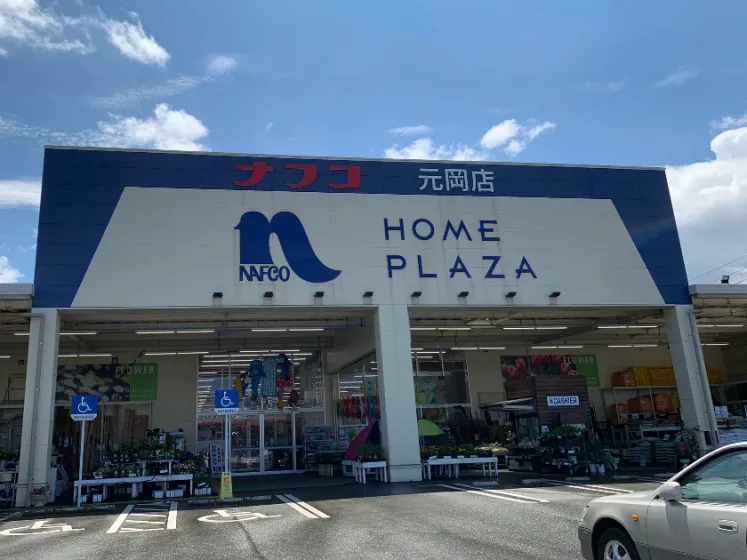 ナフコ 元岡店
NAFCO
HOME
PLAZA
FLOWER
CASHIER